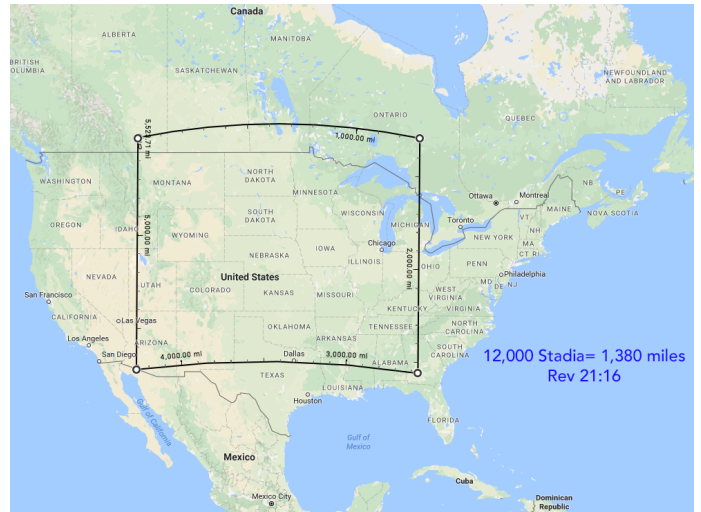 Canada
ALBERTA
MANITOBA
BRITISH
COLUMBIA
SASKATCHEWAN
NEWFOUNDLAND
AND LABRADOR
ONTARIO
QUEBEC
5,523.71 mi
1,000.00 mi
WASHINGTON
MONTANA
NORTH
DAKOTA
MINNESOTA
Ottawa
Montreal
NB
PE
MAINE
NOVA SCOTIA
OREGON
IDAHO
WYOMING
SOUTH
DAKOTA
WISCONSIN
MICHIGAN
Toronto
VT
NH
NEW YORK
MA
CT RI
5,000.00 mi
2,000.00 mi
Chicago
IOWA
NEBRASKA
ILLINOIS
OHIO
PENN
Philadelphia
MD
DE
NJ
NEVADA
UTAH
United States
COLORADO
KANSAS
MISSOURI
WEST
VIRGINIA
VIRGINIA
KENTUCKY
San Francisco
CALIFORNIA
Las Vegas
Los Angeles
San Diego
ARIZONA
OKLAHOMA
ARKANSAS
TENNESSEE
NORTH
CAROLINA
SOUTH
CAROLINA
4,000.00 mi
Dallas
3,000.00 mi
ALABAMA
TEXAS
LOUISIANA
Houston
FLORIDA
12,000 Stadia= 1,380 miles
Rev 21:16
Gulf of
California
Gulf of
Mexico
Mexico
Mexico City
Cuba
Dominican
Republic